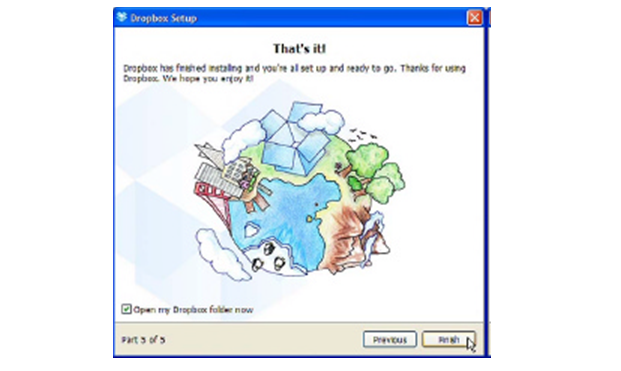 Dropbox Setup
That's it!
Dropbox has finished installing and you're all set up and ready to go. Thanks for using
Dropbox. We hope you enjoy it!
Open my Dropbox folder now
Part 5 of 5
Previous
Finish